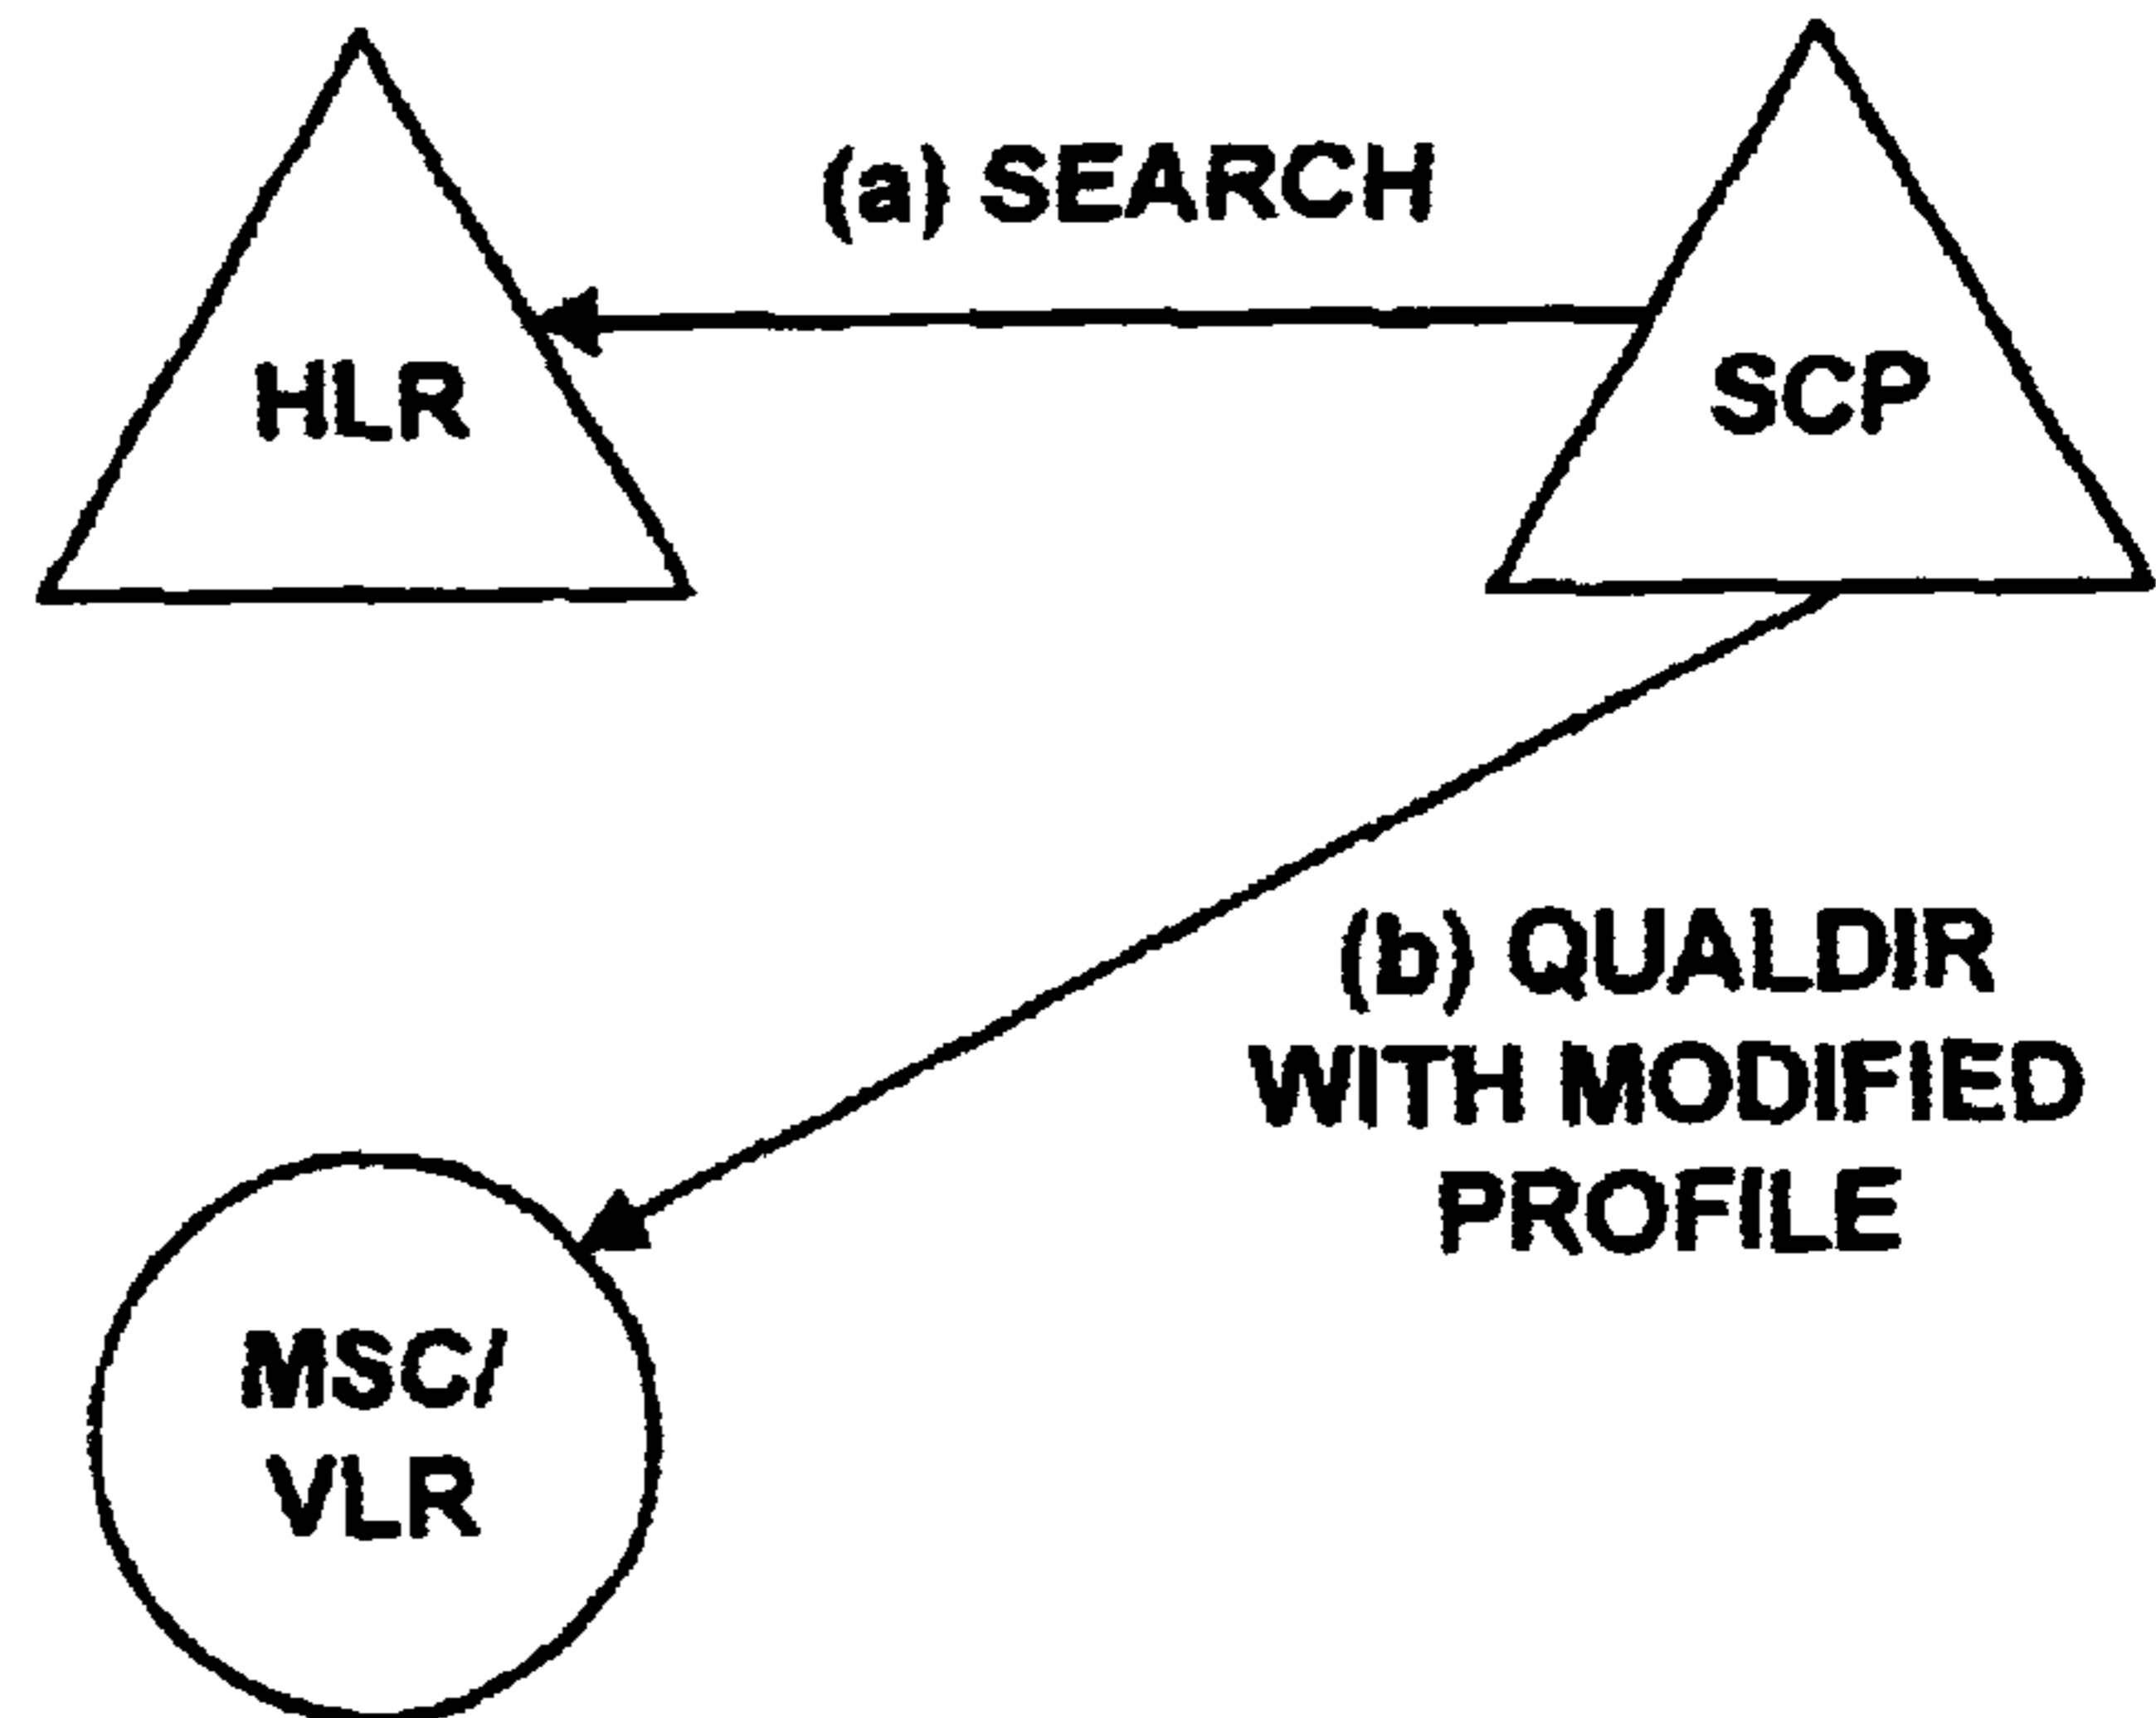 (a) SEARCH
HLR
SCP
(b) QUALDIR
WITH MODIFIED
PROFILE
MSC/
VLR